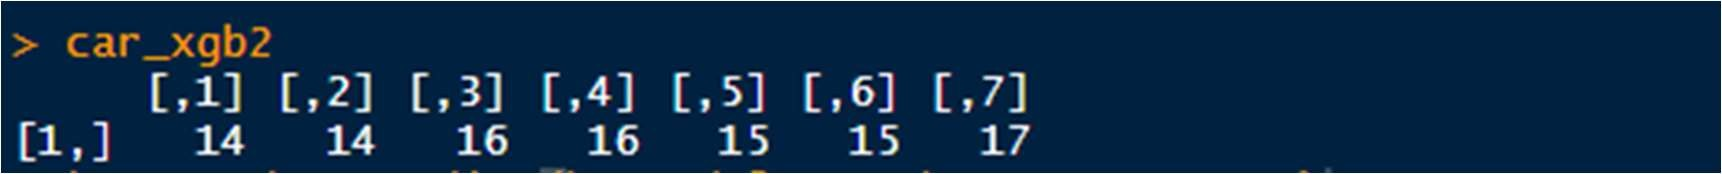 > car_xgb2
[,1] [,2] [,3] [,4] [,5] [,6] [,7]
[1,] 14 14 16 16 15 15 17